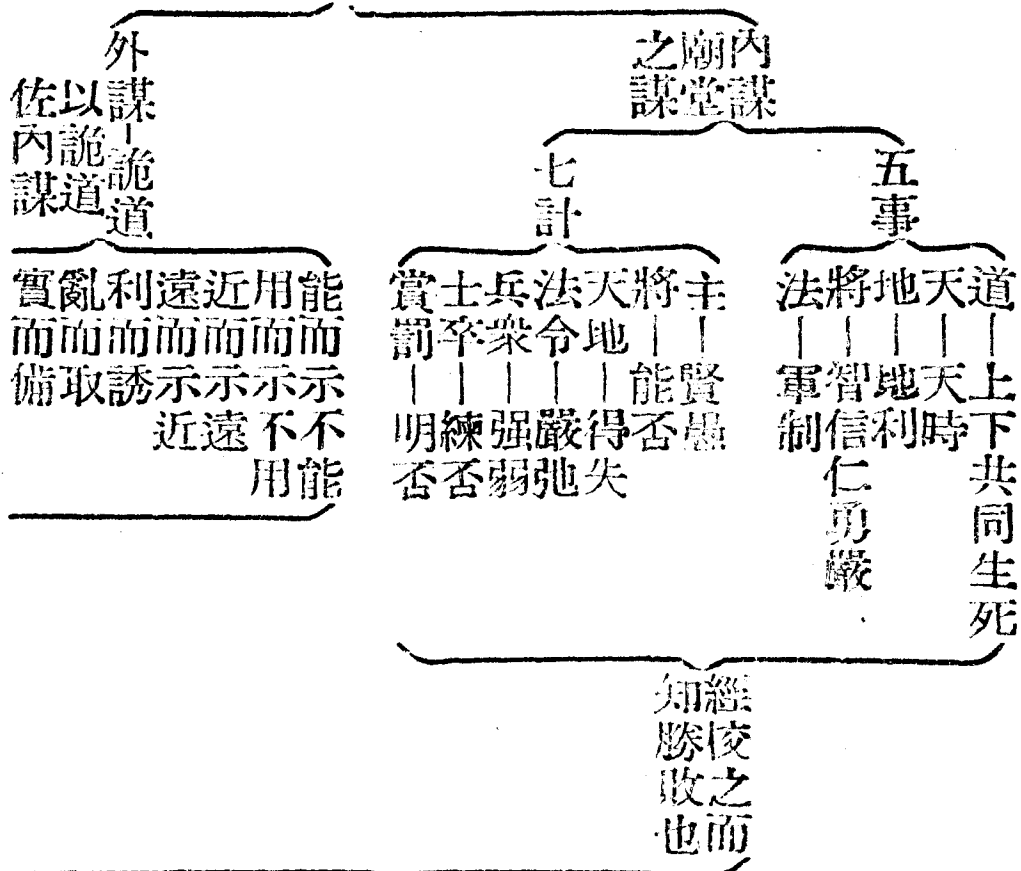 內謀
廟堂
之謀
五事
道｜上下共同生死
天｜天時
地｜地利
將｜智信仁勇嚴
法｜軍制
七計
主｜賢愚
將｜能否
天地｜得失
法令｜嚴弛
兵衆｜强弱
士卒｜練否
賞罰｜明否
經校之而
知勝敗也
外謀｜詭道
以詭道
佐內謀
能而示不能
用而示不用
近而示遠
遠而示近
利而誘
亂而取
實而備